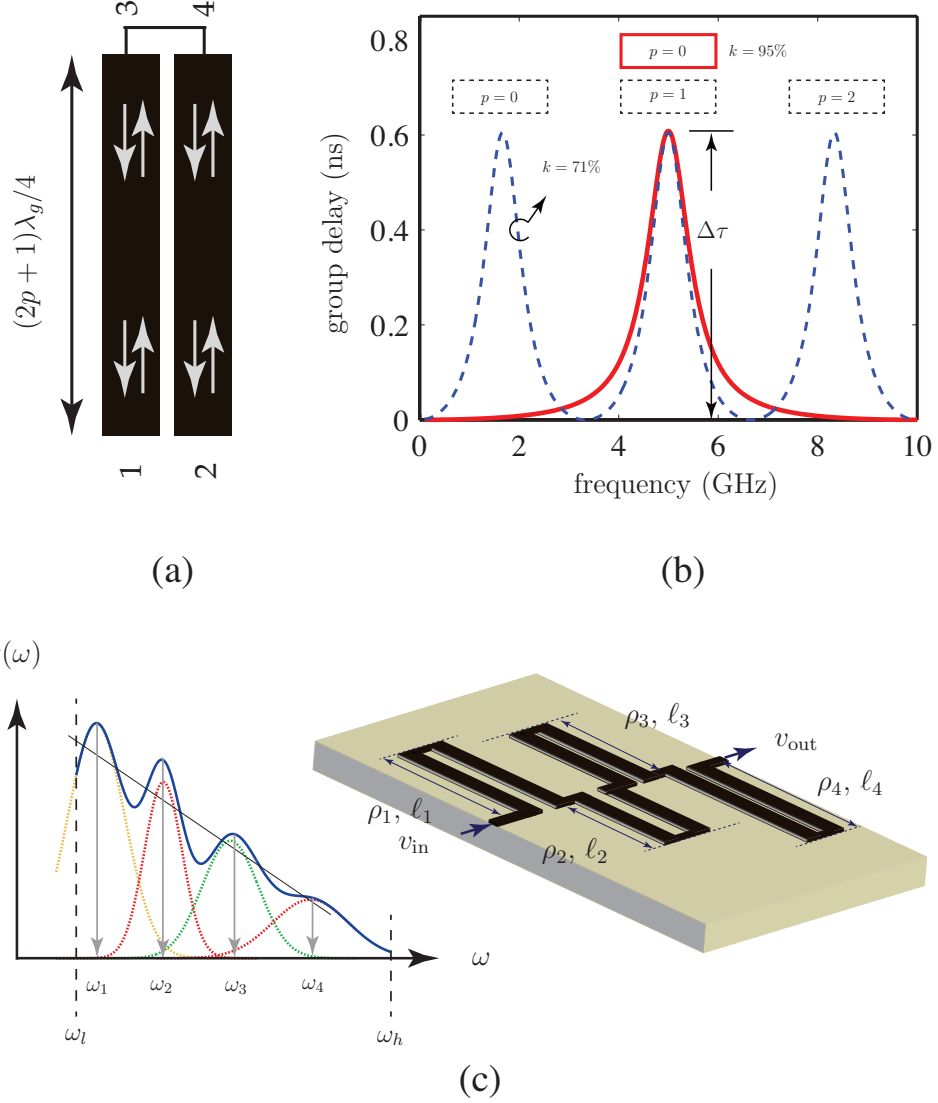 3 4
(2p + 1)λg/4
1 2
(a)
0.8
0.6
0.4
0.2
0
group delay (ns)
p = 0 k = 95%
p = 0 p = 1 p = 2
k = 71%
Δτ
0 2 4 6 8 10
frequency (GHz)
(b)
(ω)
ω1 ω2 ω3 ω4
ω
ωl ωh
ρ3, ℓ3
vout
ρ1, ℓ1
ρ4, ℓ4
vin
ρ2, ℓ2
(c)